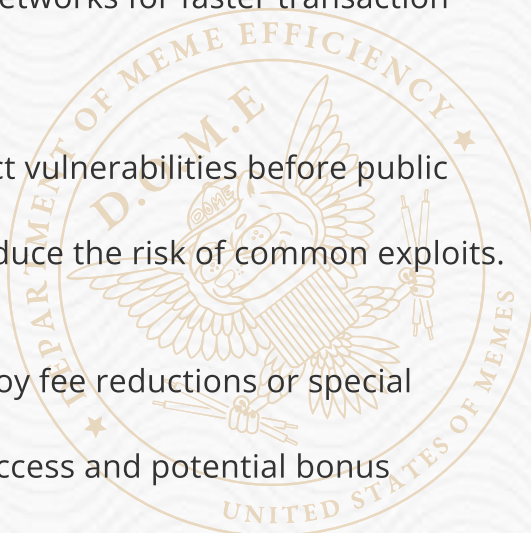 etworks for faster transaction
DEPARTMENT OF MEME EFFICIENCY
D.O.M.E
ct vulnerabilities before public
DOME
duce the risk of common exploits.
oy fee reductions or special
ccess and potential bonus
UNITED STATES OF MEMES